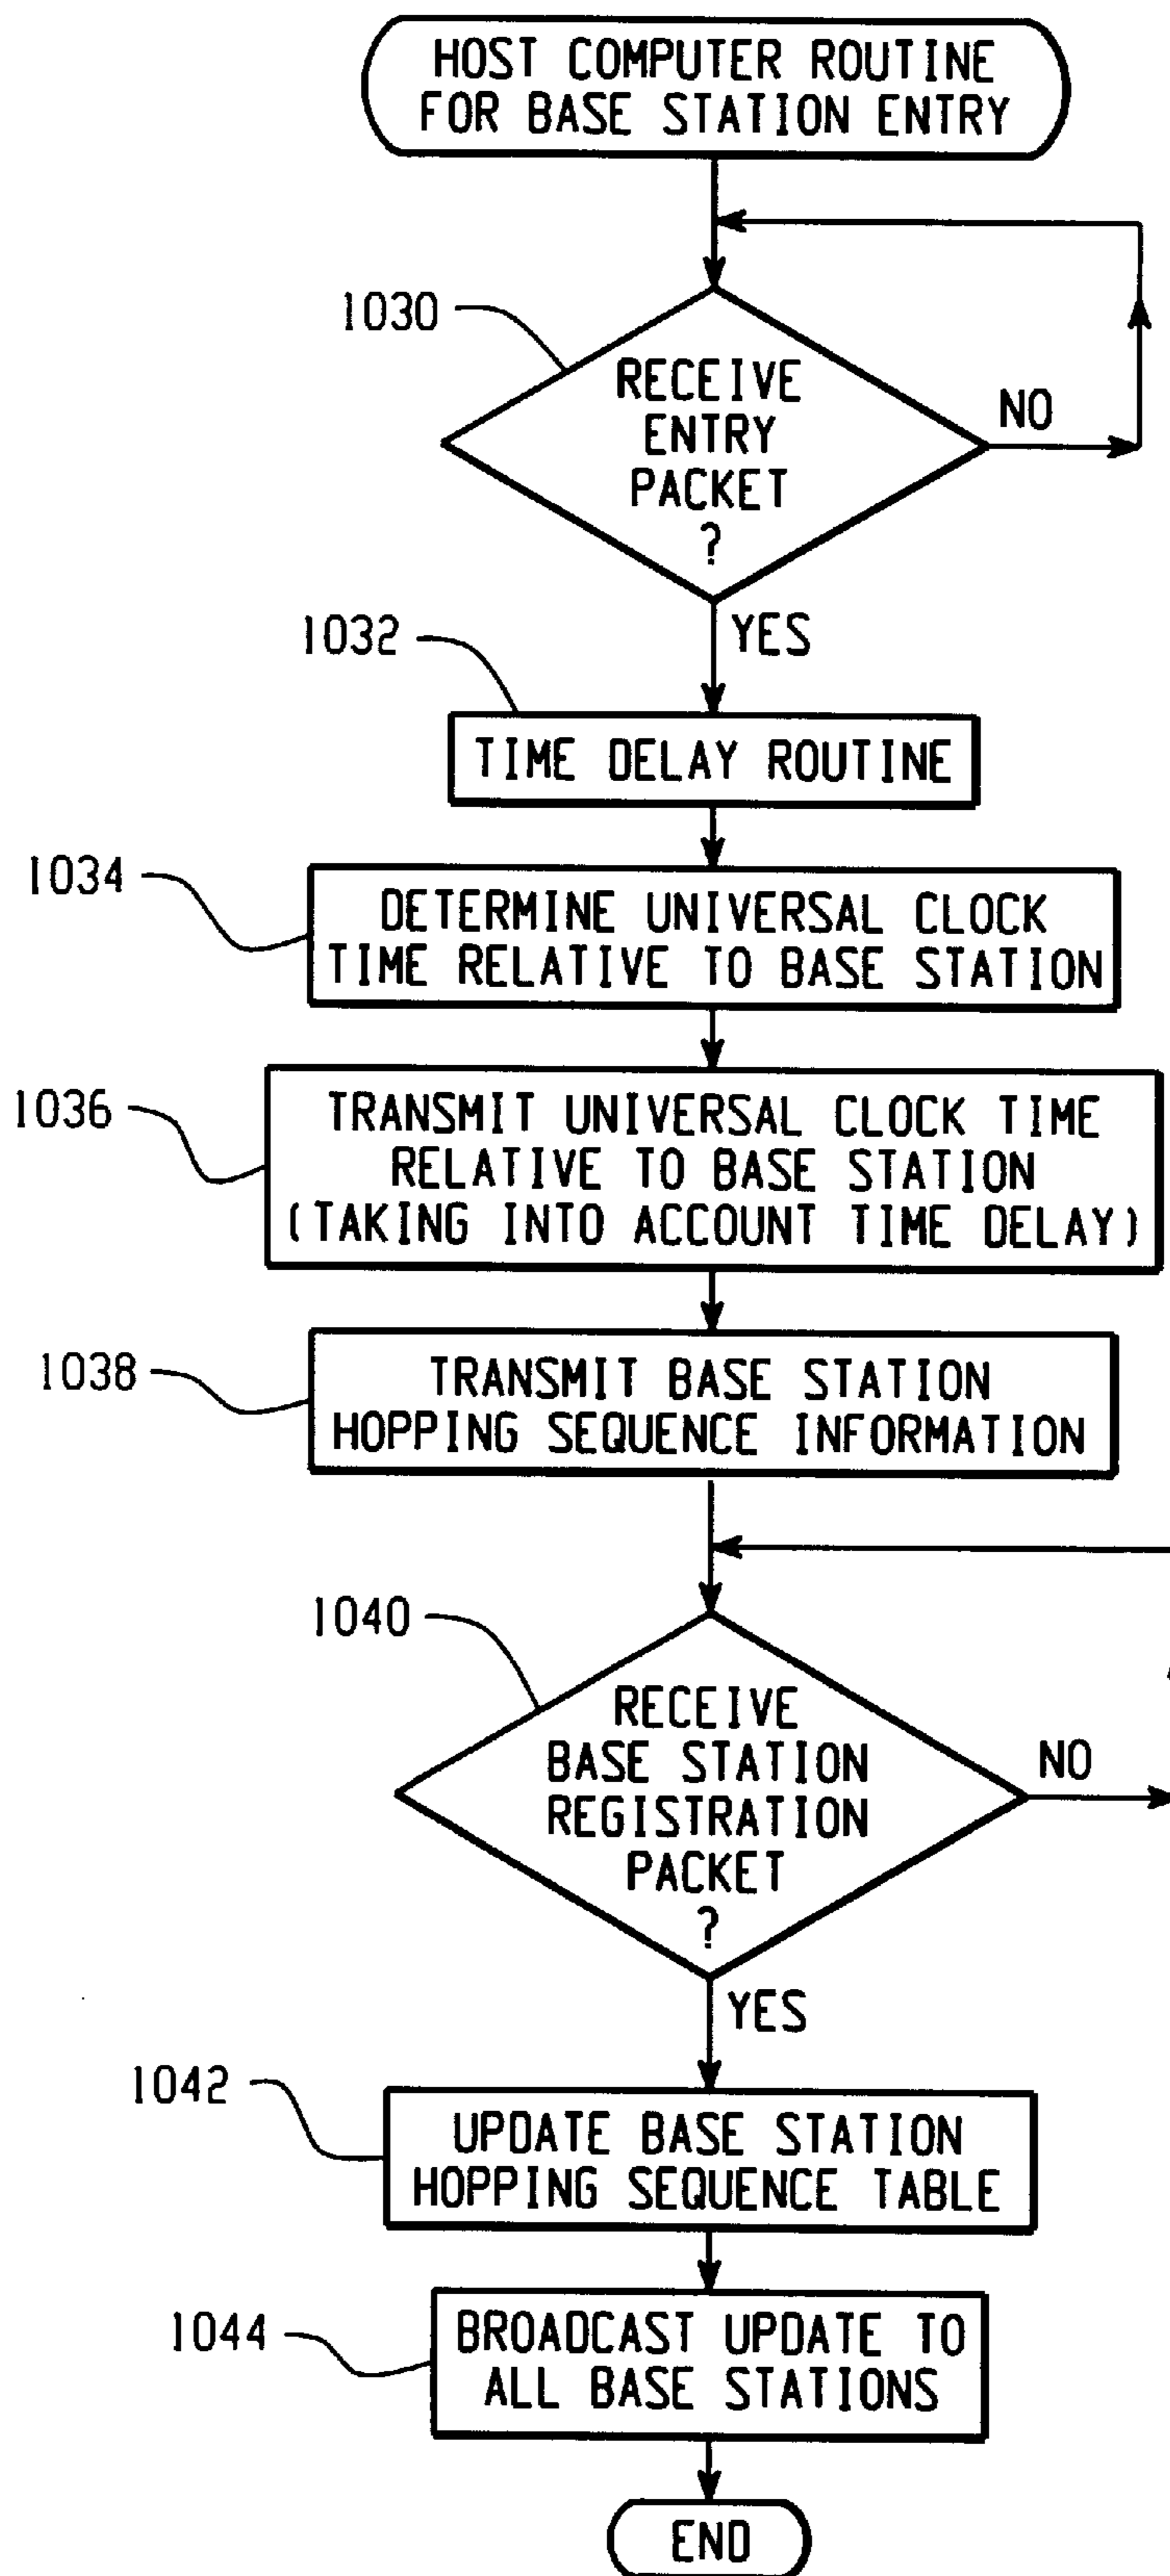 HOST COMPUTER ROUTINE
FOR BASE STATION ENTRY
1030
RECEIVE
ENTRY
PACKET
?
NO
YES
1032
TIME DELAY ROUTINE
1034
DETERMINE UNIVERSAL CLOCK
TIME RELATIVE TO BASE STATION
1036
TRANSMIT UNIVERSAL CLOCK TIME
RELATIVE TO BASE STATION
(TAKING INTO ACCOUNT TIME DELAY)
1038
TRANSMIT BASE STATION
HOPPING SEQUENCE INFORMATION
1040
RECEIVE
BASE STATION
REGISTRATION
PACKET
?
NO
YES
1042
UPDATE BASE STATION
HOPPING SEQUENCE TABLE
1044
BROADCAST UPDATE TO
ALL BASE STATIONS
END